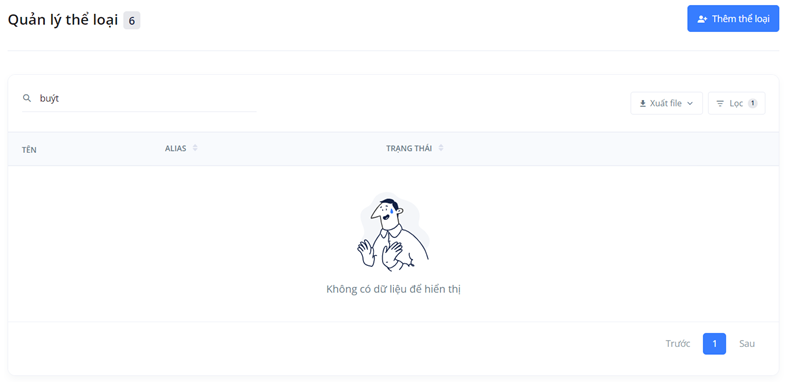 Quản lý thể loại 6
Thêm thể loại
buýt
Xuất file
Lọc 1
TÊN ALIAS TRẠNG THÁI
Không có dữ liệu để hiển thị
Trước 1 Sau